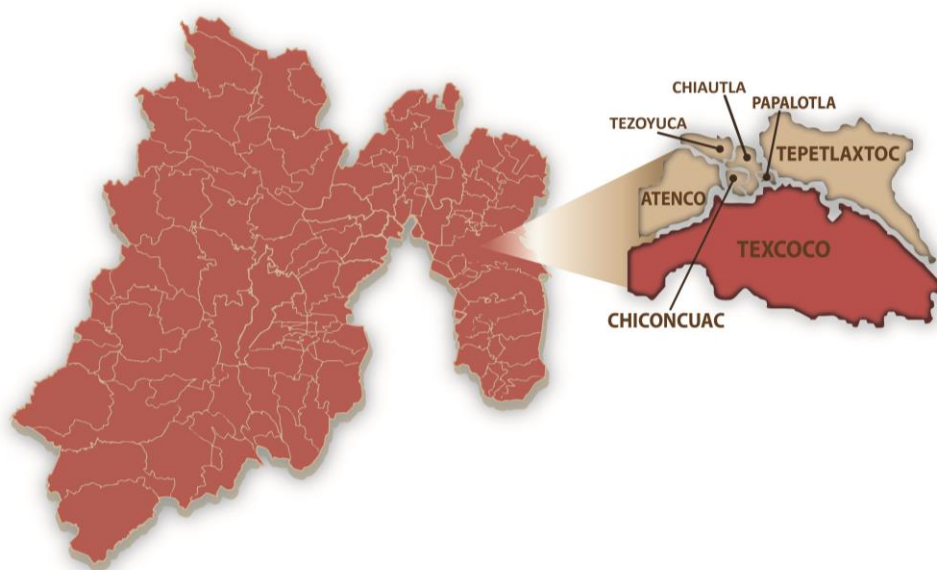 CHIAUTLA
PAPALOTLA
TEZOYUCA
TEPETLAXTOC
ATENCO
TEXCOCO
CHICONCUAC